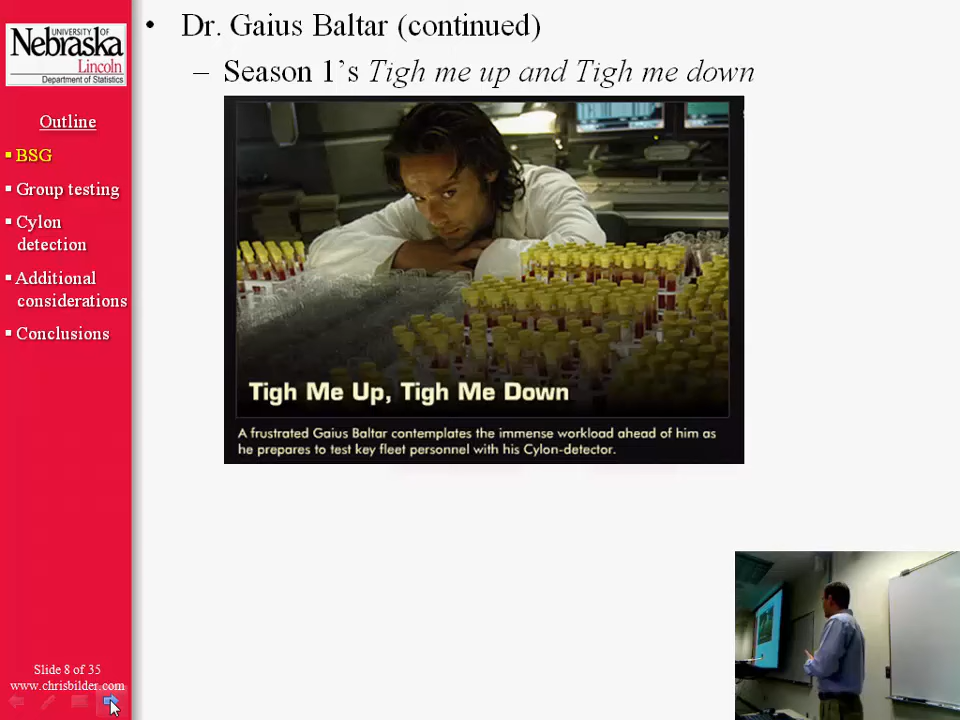 • Dr. Gaius Baltar (continued)
– Season 1's Tigh me up and Tigh me down
UNIVERSITY OF
Nebraska
Lincoln
Department of Statistics
Outline
BSG
Group testing
Cylon
detection
Additional
considerations
Conclusions
Tigh Me Up, Tigh Me Down
A frustrated Gaius Baltar contemplates the immense workload ahead of him as
he prepares to test key fleet personnel with his Cylon-detector.
Slide 8 of 35
www.chrisbilder.com